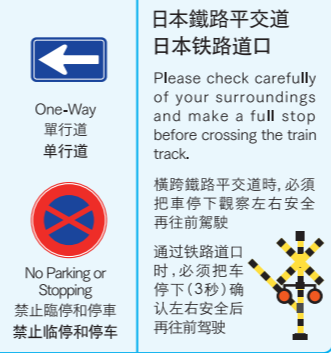 One-Way
單行道
单行道
No Parking or
Stopping
禁止臨停和停車
禁止临停和停车
日本鐵路平交道
日本铁路道口
Please check carefully
of your surroundings
and make a full stop
before crossing the train
track.
橫跨鐵路平交道時,必須
把車停下觀察左右安全
再往前駕駛
通过铁路道口
时,必须把车
停下(3秒)确
认左右安全后
再往前驾驶